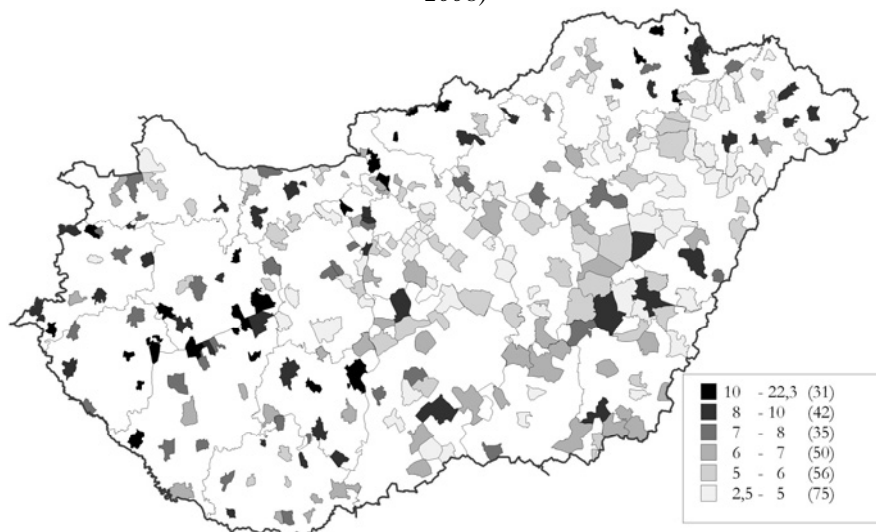 2008)
10 - 22,3 (31)
8 - 10 (42)
7 - 8 (35)
6 - 7 (50)
5 - 6 (56)
2,5 - 5 (75)